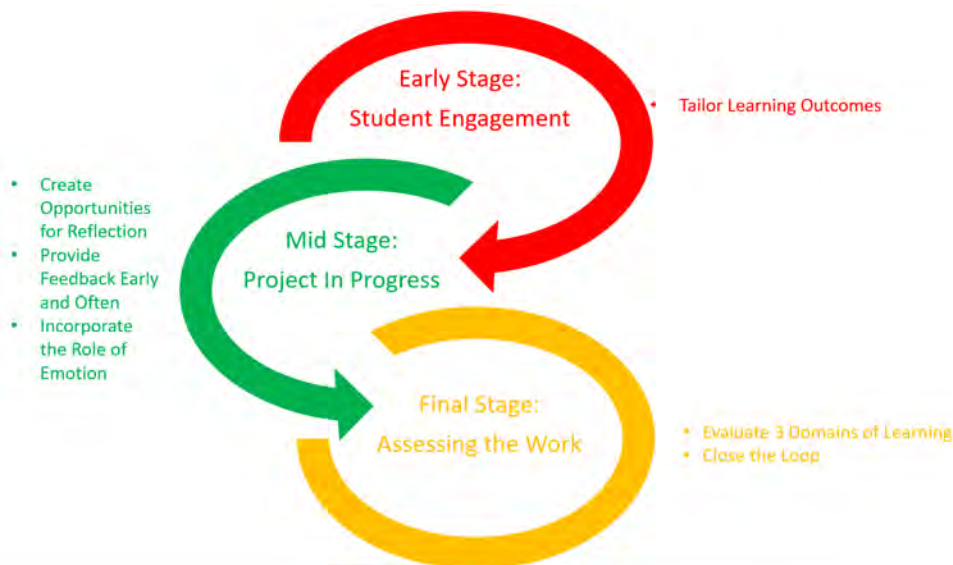 Early Stage:
Student Engagement
• Tailor Learning Outcomes
• Create
Opportunities
for Reflection
• Provide
Feedback Early
and Often
• Incorporate
the Role of
Emotion
Mid Stage:
Project In Progress
Final Stage:
Assessing the Work
• Evaluate 3 Domains of Learning
• Close the Loop